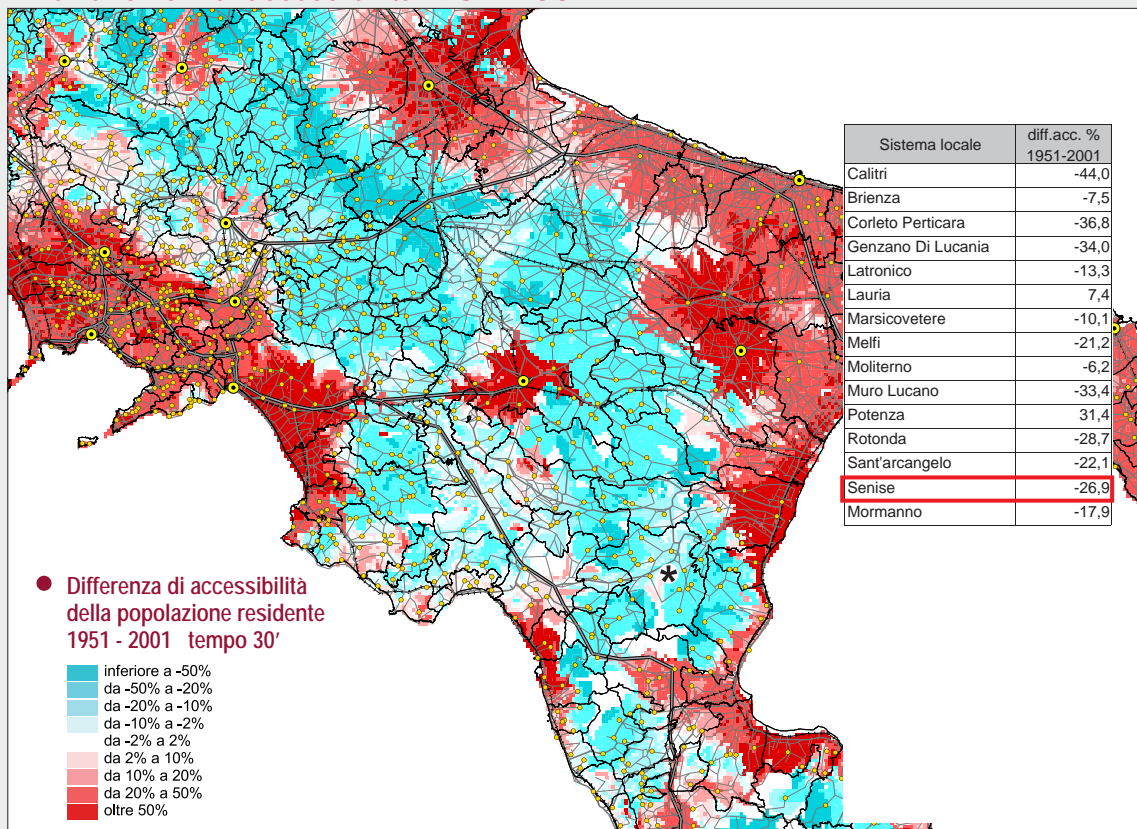 Sistema locale
diff.acc. %
1951-2001
Calitri -44,0
Brienza -7,5
Corleto Perticara -36,8
Genzano Di Lucania -34,0
Latronico -13,3
Lauria 7,4
Marsicovetere -10,1
Melfi -21,2
Moliterno -6,2
Muro Lucano -33,4
Potenza 31,4
Rotonda -28,7
Sant'arcangelo -22,1
Senise -26,9
Mormanno -17,9
*
● Differenza di accessibilità
della popolazione residente
1951 - 2001 tempo 30'
inferiore a -50%
da -50% a -20%
da -20% a -10%
da -10% a -2%
da -2% a 2%
da 2% a 10%
da 10% a 20%
da 20% a 50%
oltre 50%